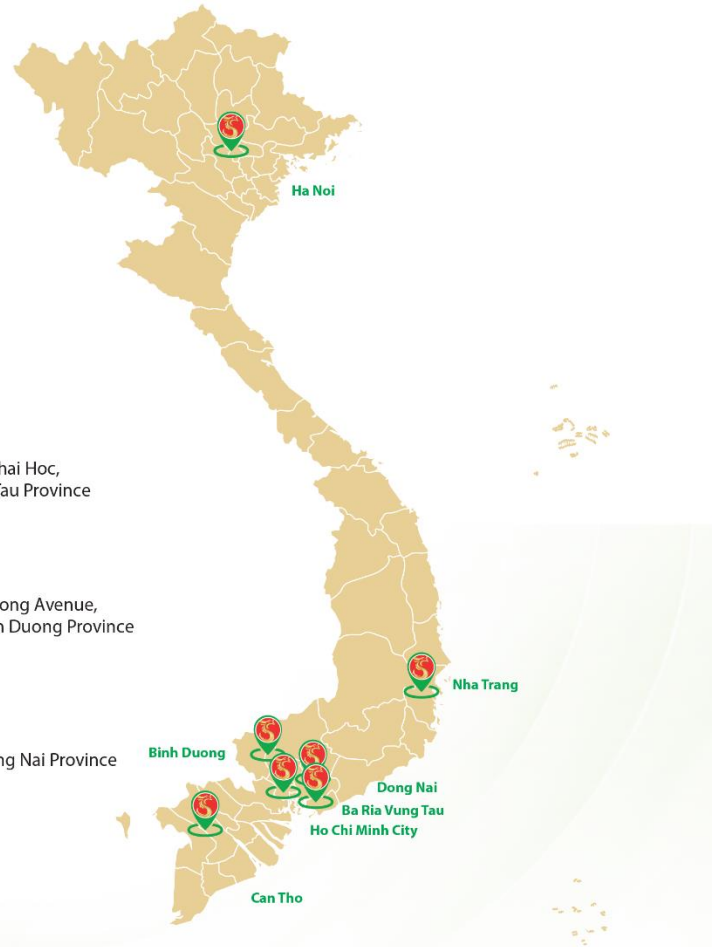 Ha Noi
hai Hoc,
Tau Province
ong Avenue,
h Duong Province
Nha Trang
Binh Duong
ng Nai Province
Dong Nai
Ba Ria Vung Tau
Ho Chi Minh City
Can Tho